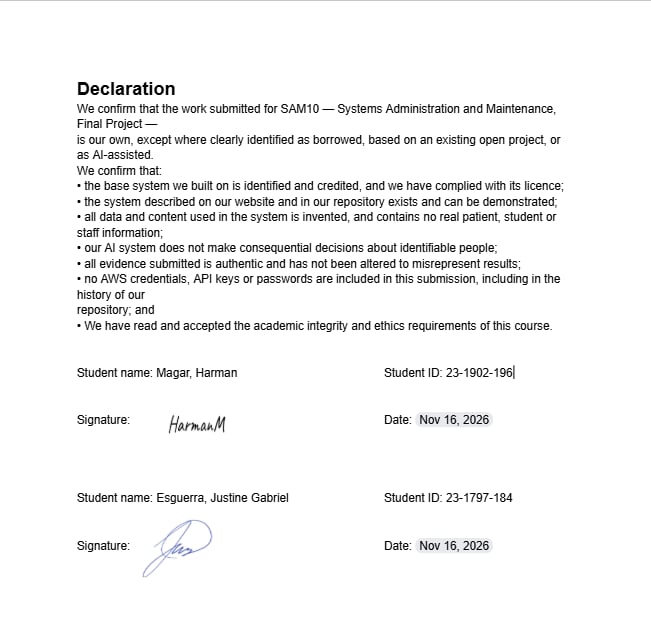 Declaration
We confirm that the work submitted for SAM10 — Systems Administration and Maintenance,
Final Project —
is our own, except where clearly identified as borrowed, based on an existing open project, or
as AI-assisted.
We confirm that:
• the base system we built on is identified and credited, and we have complied with its licence;
• the system described on our website and in our repository exists and can be demonstrated;
• all data and content used in the system is invented, and contains no real patient, student or
staff information;
• our AI system does not make consequential decisions about identifiable people;
• all evidence submitted is authentic and has not been altered to misrepresent results;
• no AWS credentials, API keys or passwords are included in this submission, including in the
history of our
repository; and
• We have read and accepted the academic integrity and ethics requirements of this course.
Student name: Magar, Harman Student ID: 23-1902-196
Signature: HarmanM Date: Nov 16, 2026
Student name: Esguerra, Justine Gabriel Student ID: 23-1797-184
Signature: Date: Nov 16, 2026